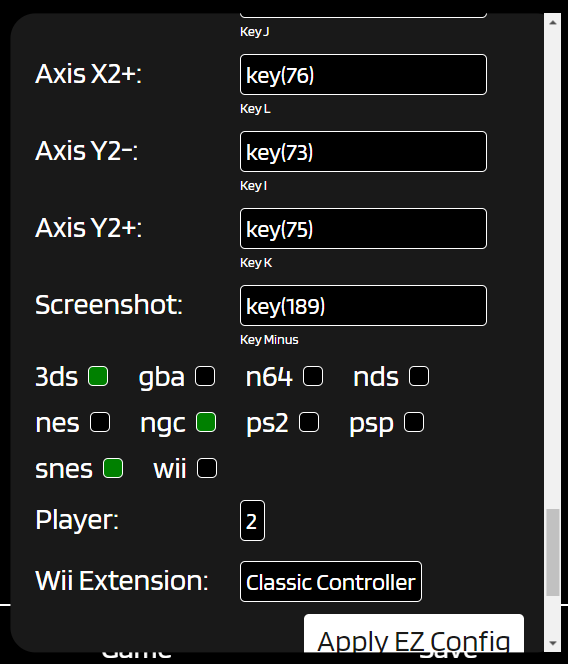 Key J
Axis X2+: key(76)
Key L
Axis Y2-: key(73)
Key I
Axis Y2+: key(75)
Key K
Screenshot: key(189)
Key Minus
3ds gba n64 nds
nes ngc ps2 psp
snes wii
Player: 2
Wii Extension: Classic Controller
Apply EZ Config
Game Save